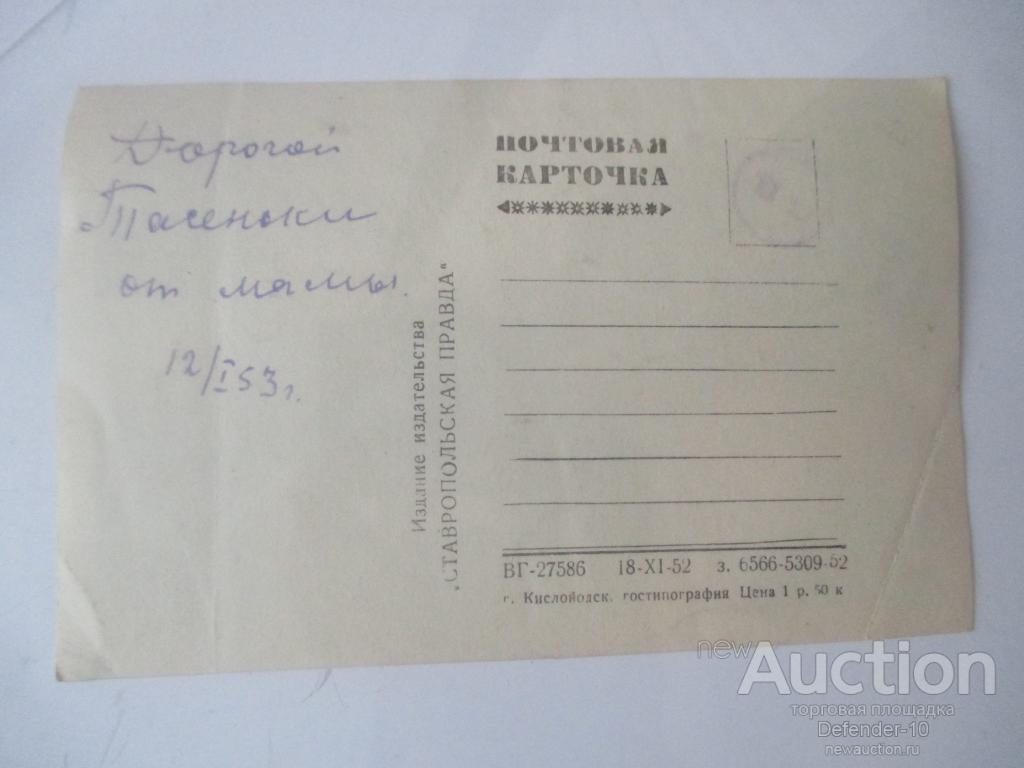 Дорогой
Тасеньки
от мамы.
12/I 53 г.
Издание издательства
„СТАВРОПОЛЬСКАЯ ПРАВДА“
ПОЧТОВАЯ
КАРТОЧКА
ВГ-27586 18-XI-52 з. 6566-5309-52
г. Кислойодск. гостипография Цена 1 р. 50 к
newAuction
торговая площадка
Defender-10
newauction.ru